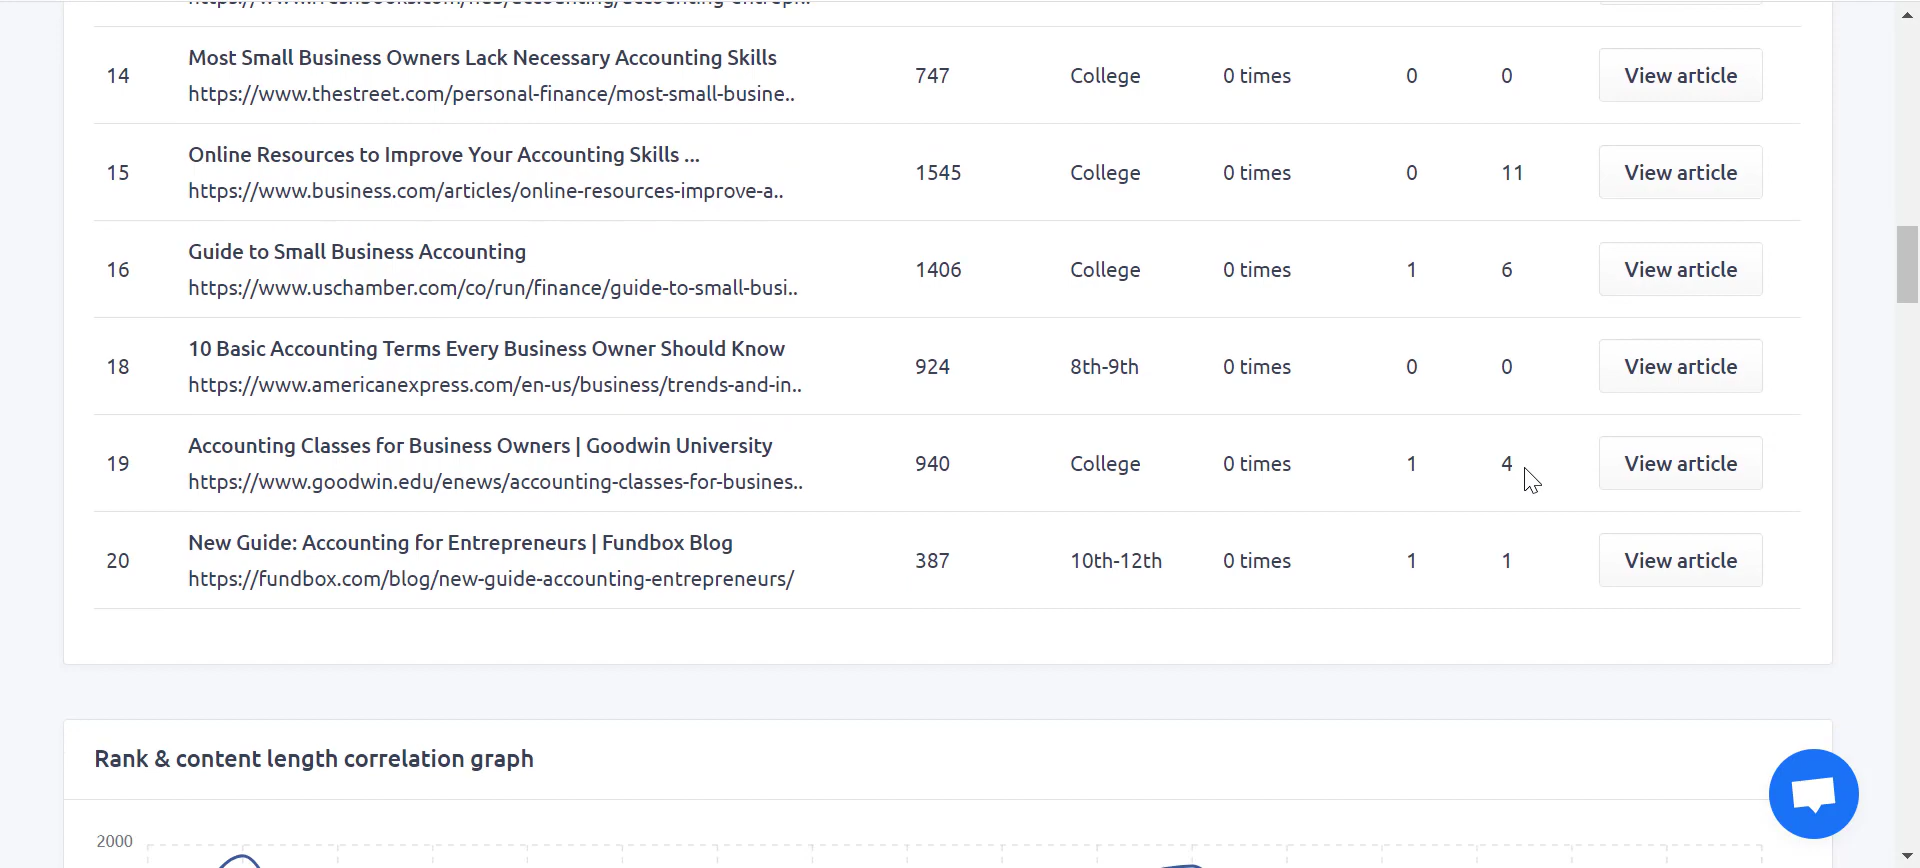 14
Most Small Business Owners Lack Necessary Accounting Skills
https://www.thestreet.com/personal-finance/most-small-busine..
747 College 0 times 0 0 View article
15
Online Resources to Improve Your Accounting Skills ...
https://www.business.com/articles/online-resources-improve-a..
1545 College 0 times 0 11 View article
16
Guide to Small Business Accounting
https://www.uschamber.com/co/run/finance/guide-to-small-busi..
1406 College 0 times 1 6 View article
18
10 Basic Accounting Terms Every Business Owner Should Know
https://www.americanexpress.com/en-us/business/trends-and-in..
924 8th-9th 0 times 0 0 View article
19
Accounting Classes for Business Owners | Goodwin University
https://www.goodwin.edu/enews/accounting-classes-for-busines..
940 College 0 times 1 4 View article
20
New Guide: Accounting for Entrepreneurs | Fundbox Blog
https://fundbox.com/blog/new-guide-accounting-entrepreneurs/
387 10th-12th 0 times 1 1 View article
Rank & content length correlation graph
2000